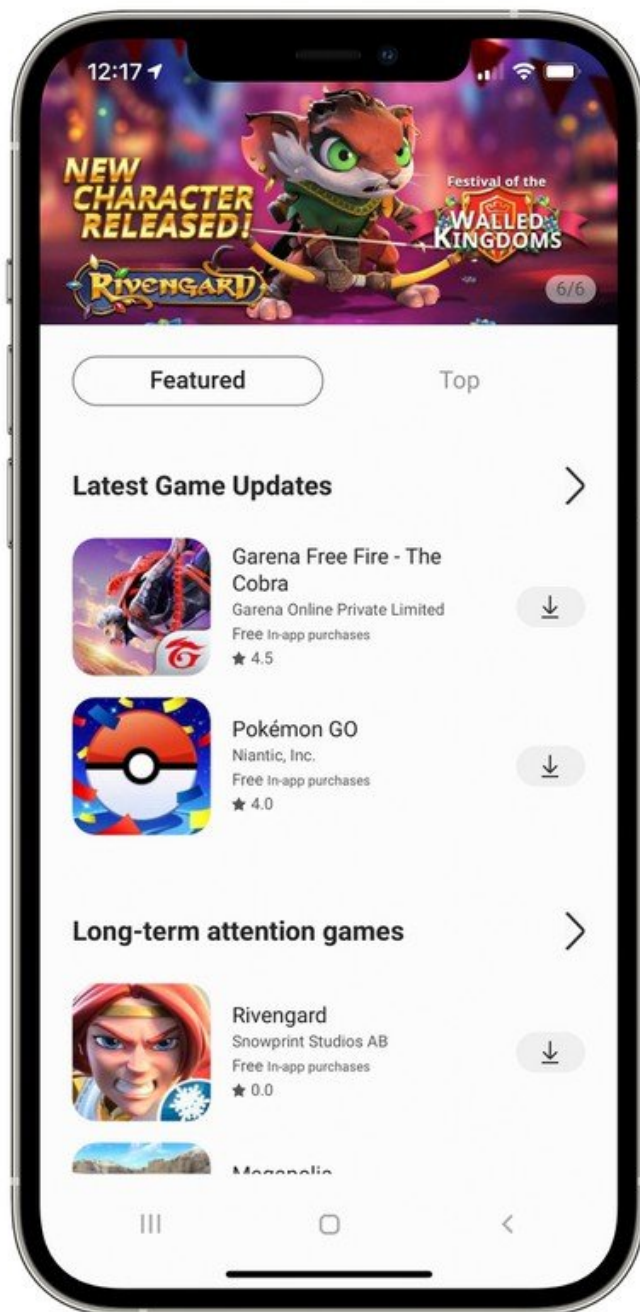 12:17
NEW
CHARACTER
RELEASED!
RIVENGARD
Festival of the
WALLED
KINGDOMS
6/6
Featured
Top
Latest Game Updates
Garena Free Fire - The
Cobra
Garena Online Private Limited
Free In-app purchases
★ 4.5
Pokémon GO
Niantic, Inc.
Free In-app purchases
★ 4.0
Long-term attention games
Rivengard
Snowprint Studios AB
Free In-app purchases
★ 0.0
Megapolis